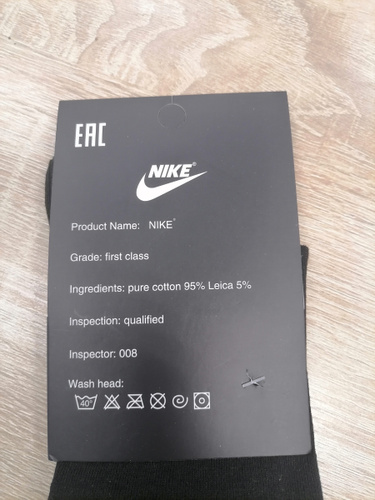 EAC
NIKE®
Product Name: NIKE®
Grade: first class
Ingredients: pure cotton 95% Leica 5%
Inspection: qualified
Inspector: 008
Wash head:
40°